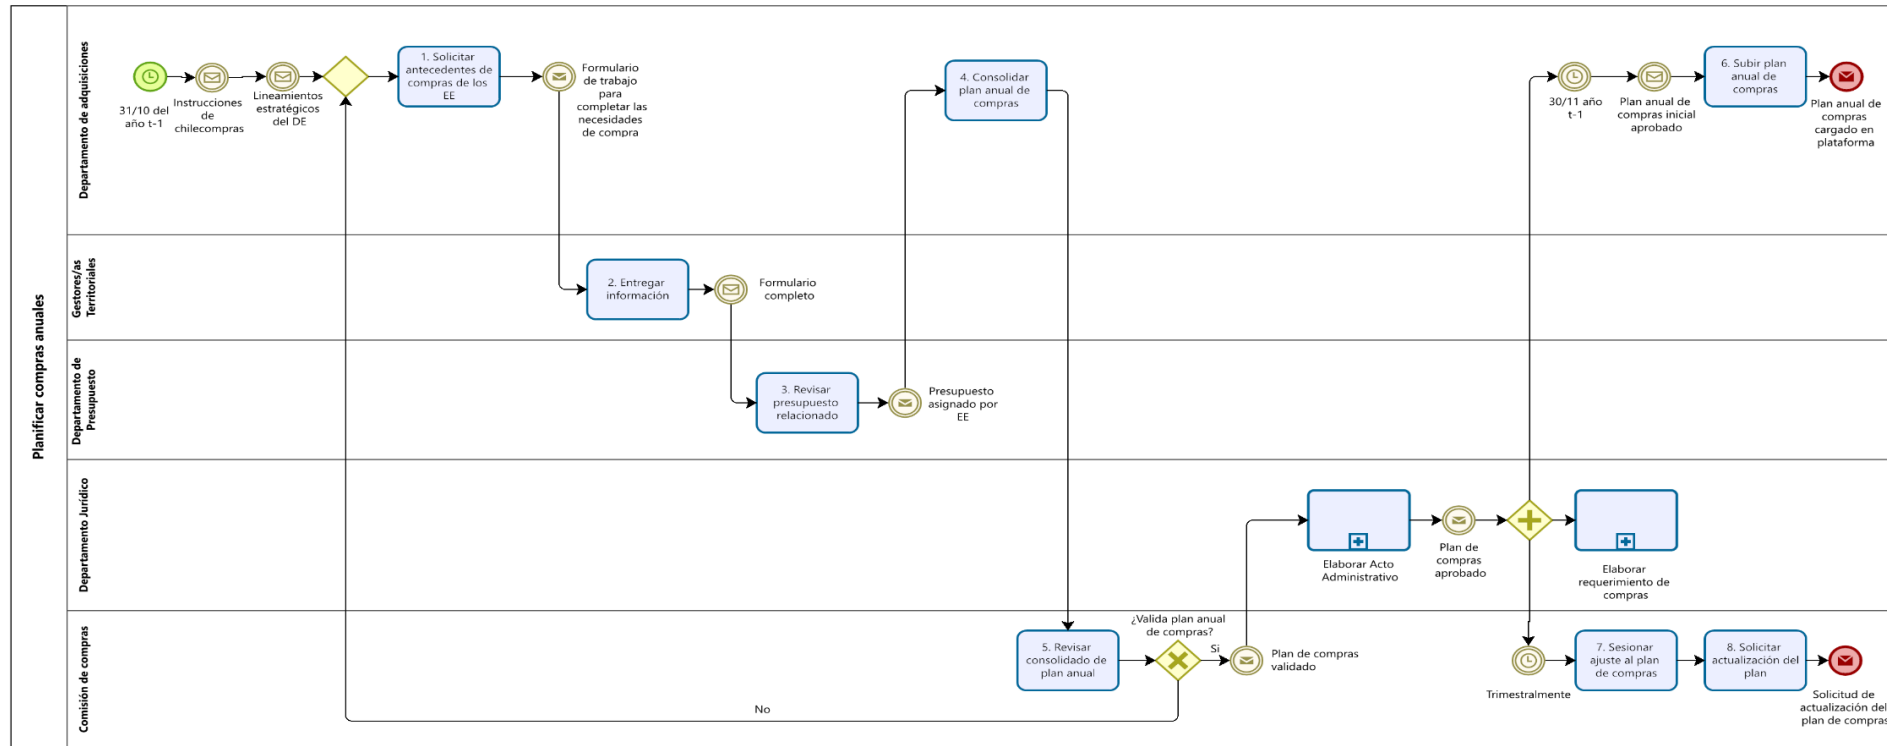 Planificar compras anuales
Departamento de adquisiciones
31/10 del
año t-1
Instrucciones
de
chilecompras
Lineamientos
estratégicos
del DE
1. Solicitar
antecedentes de
compras de los
EE
Formulario
de trabajo
para
completar las
necesidades
de compra
4. Consolidar
plan anual de
compras
30/11 año
t-1
Plan anual de
compras inicial
aprobado
6. Subir plan
anual de
compras
Plan anual de
compras
cargado en
plataforma
Gestores/as
Territoriales
2. Entregar
información
Formulario
completo
Departamento de
Presupuesto
3. Revisar
presupuesto
relacionado
Presupuesto
asignado por
EE
Departamento Jurídico
Elaborar Acto
Administrativo
Plan de
compras
aprobado
Elaborar
requerimiento de
compras
Comisión de compras
5. Revisar
consolidado de
plan anual
¿Valida plan anual
de compras?
Si
No
Plan de compras
validado
Trimestralmente
7. Sesionar
ajuste al plan
de compras
8. Solicitar
actualización del
plan
Solicitud de
actualización del
plan de compras